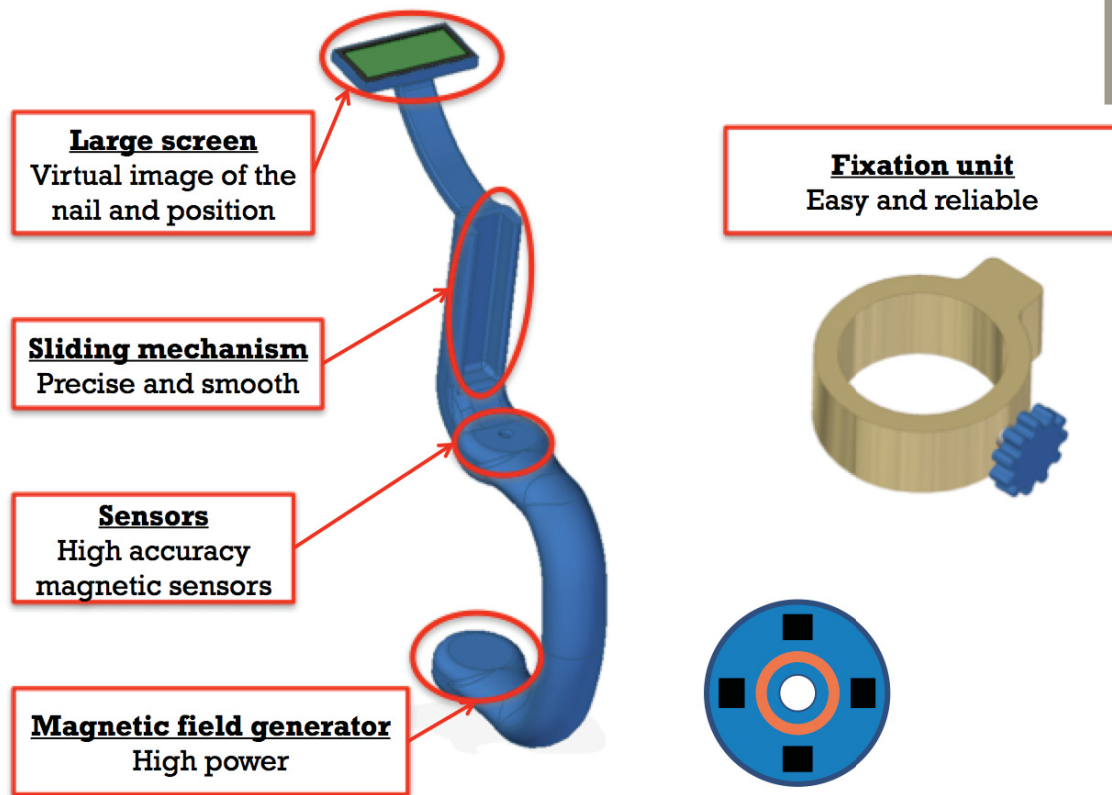 Large screen
Virtual image of the
nail and position
Fixation unit
Easy and reliable
Sliding mechanism
Precise and smooth
Sensors
High accuracy
magnetic sensors
Magnetic field generator
High power